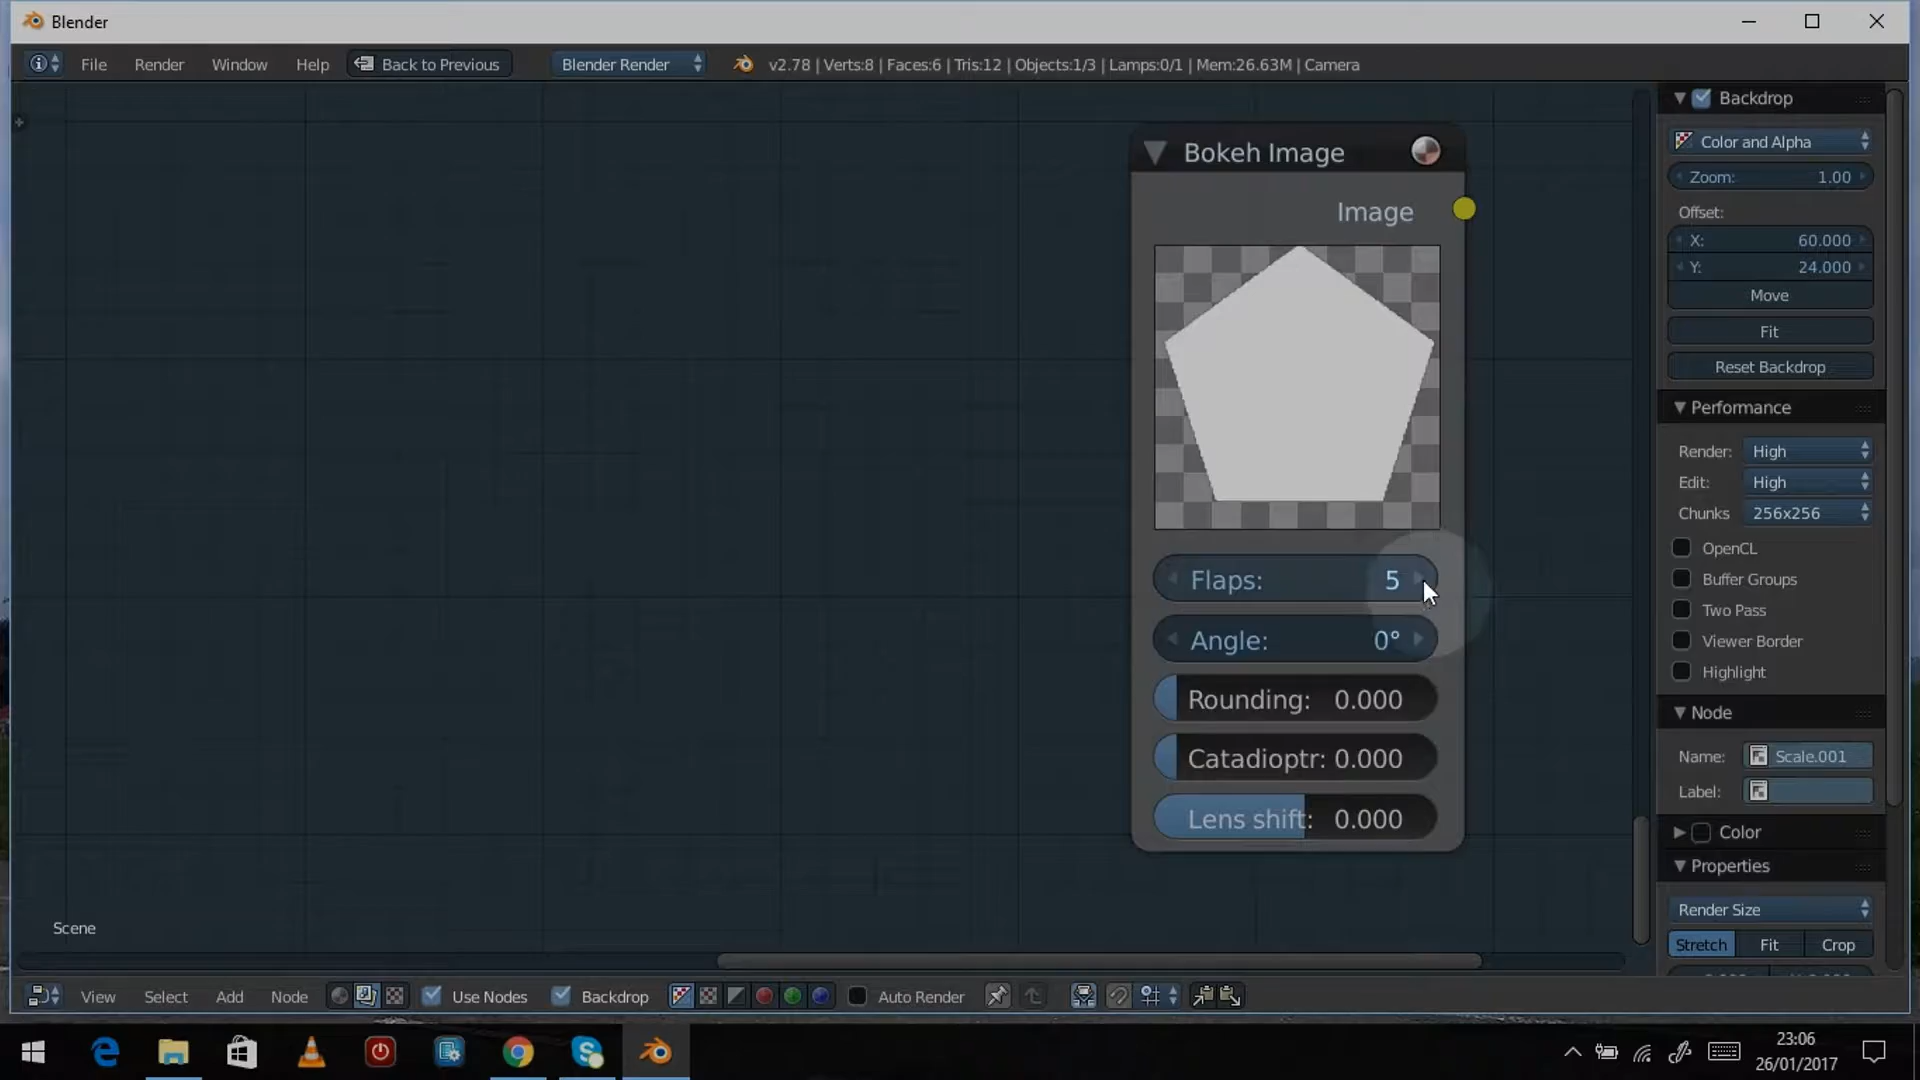 Blender
File Render Window Help Back to Previous Blender Render v2.78 | Verts:8 | Faces:6 | Tris:12 | Objects:1/3 | Lamps:0/1 | Mem:26.63M | Camera
Bokeh Image
Image
Flaps: 5
Angle: 0°
Rounding: 0.000
Catadioptr: 0.000
Lens shift: 0.000
Backdrop
Color and Alpha
Zoom: 1.00
Offset:
X: 60.000
Y: 24.000
Move
Fit
Reset Backdrop
Performance
Render: High
Edit: High
Chunks 256x256
OpenCL
Buffer Groups
Two Pass
Viewer Border
Highlight
Node
Name: Scale.001
Label:
Color
Properties
Render Size
Stretch Fit Crop
Scene
View Select Add Node Use Nodes Backdrop Auto Render
23:06
26/01/2017